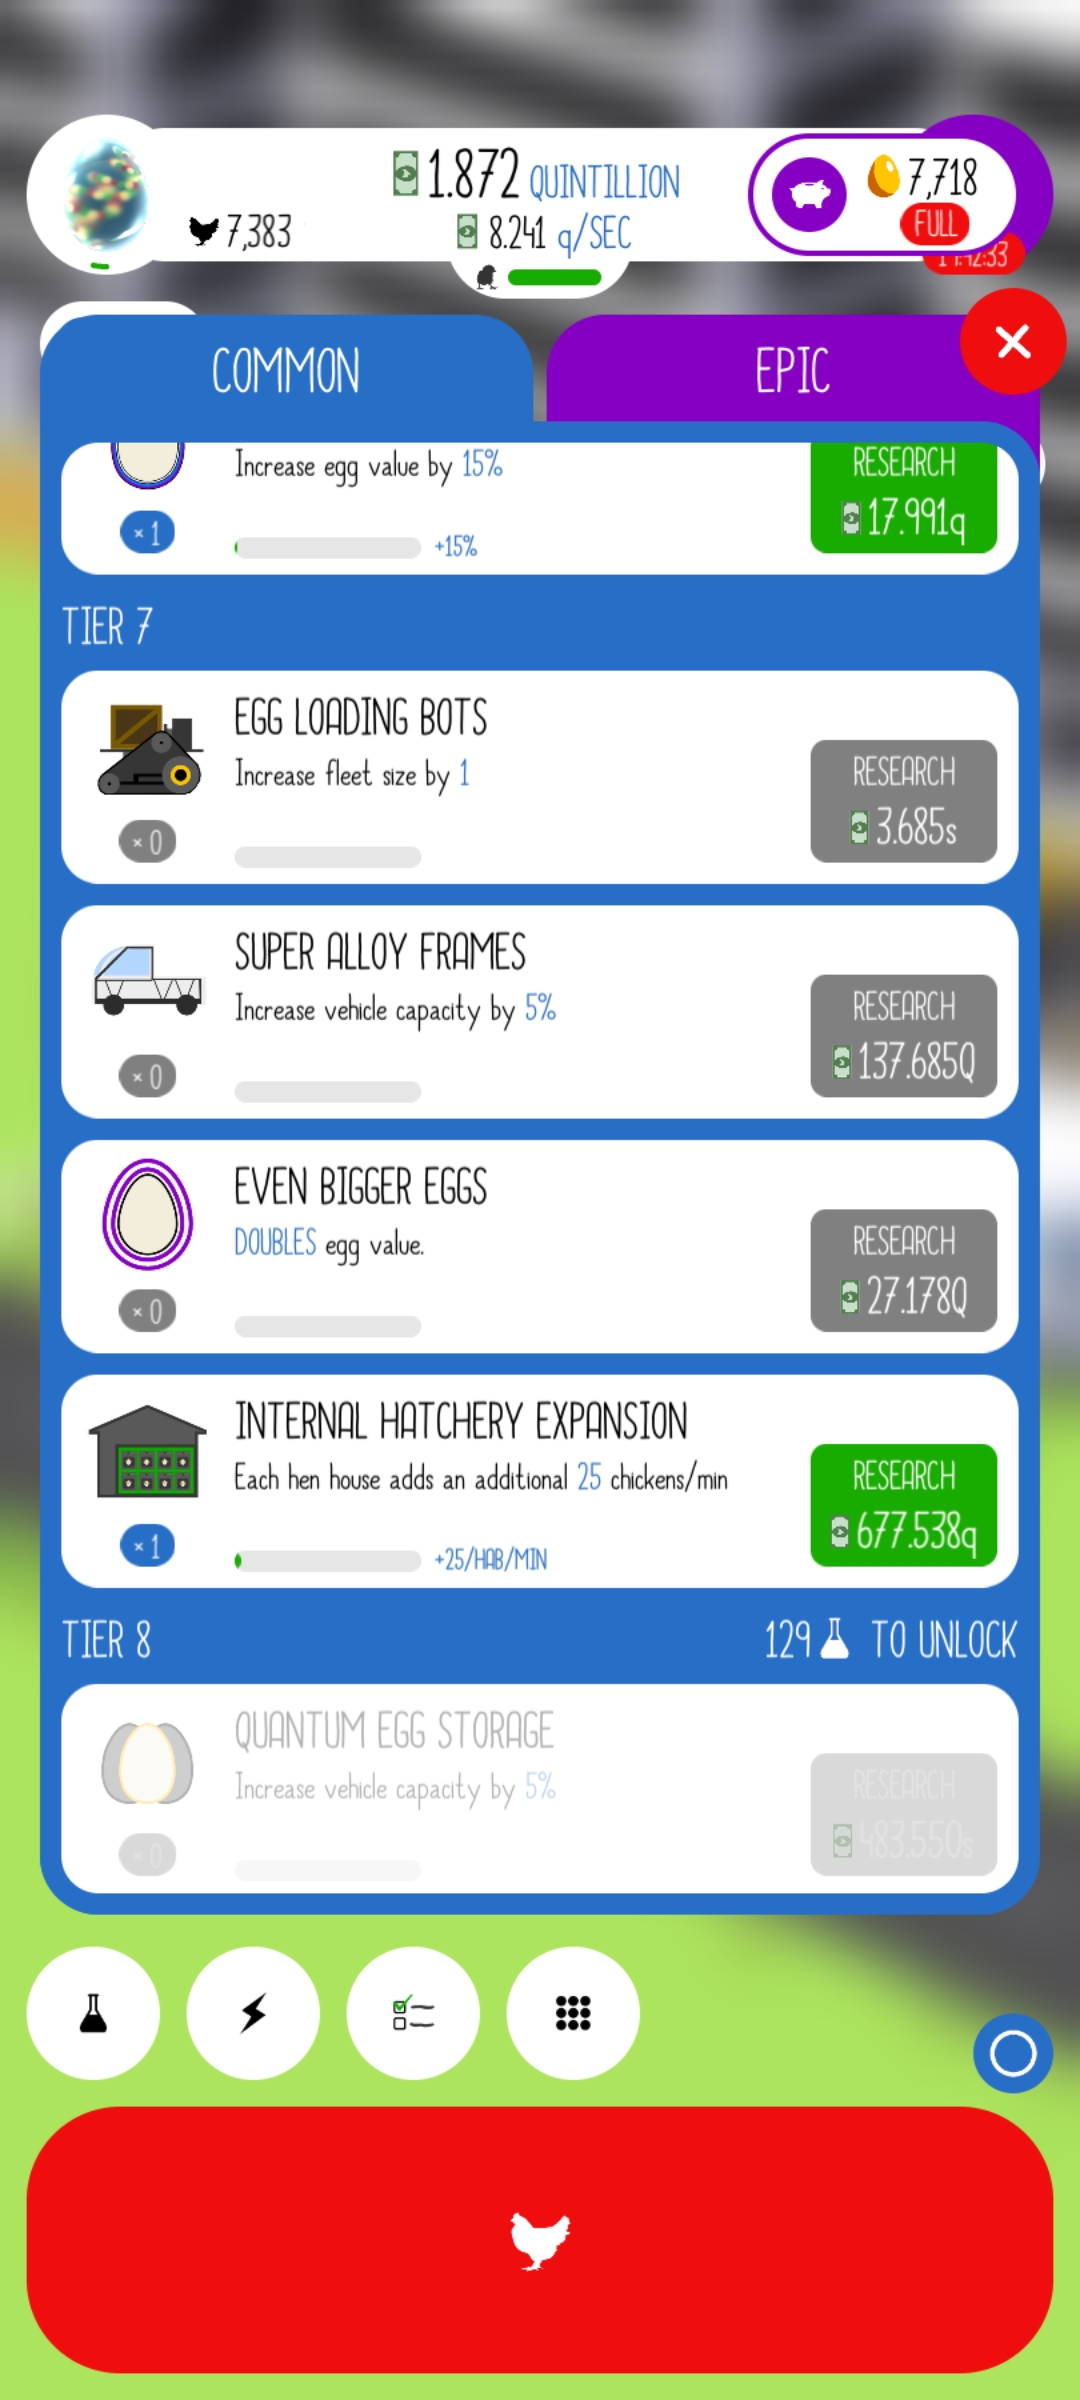 1.872 QUINTILLION
7,383
8.241 q/SEC
7,718
FULL
COMMON
EPIC
Increase egg value by 15%
RESEARCH
17.991q
× 1
+15%
TIER 7
EGG LOADING BOTS
Increase fleet size by 1
RESEARCH
3.685s
× 0
SUPER ALLOY FRAMES
Increase vehicle capacity by 5%
RESEARCH
137.685Q
× 0
EVEN BIGGER EGGS
DOUBLES egg value.
RESEARCH
27.178Q
× 0
INTERNAL HATCHERY EXPANSION
Each hen house adds an additional 25 chickens/min
RESEARCH
677.538q
× 1
+25/HAB/MIN
TIER 8
129 TO UNLOCK
QUANTUM EGG STORAGE
Increase vehicle capacity by 5%
RESEARCH
483.550s
× 0